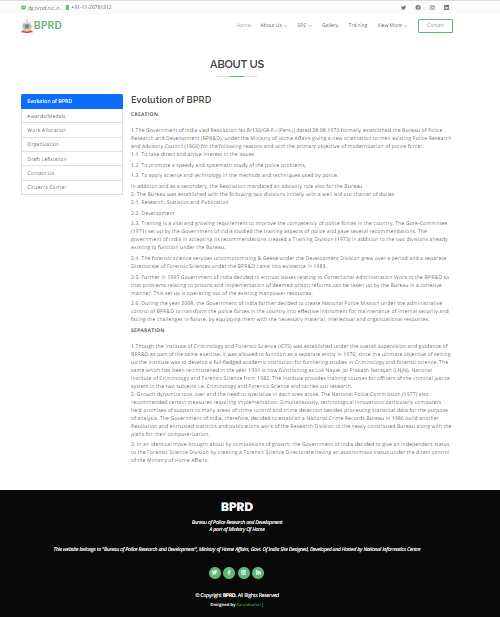 dg.bprd.nic.in +91-11-26781312
BPRD
Home About Us SPC Gallery Training View More Contact
ABOUT US
Evolution of BPRD
Awards/Medals
Work Allocation
Organization
Draft Lefistation
Contact Us
Citizen's Corner
Evolution of BPRD
CREATION
1.The Government of India vied Resolution No.8/136/68-P.I (Pers.I) dated 28.08.1970 formally established the Bureau of Police
Research and Development (BPR&D), under the Ministry of Home Affairs giving a new orientation to then existing Police Research
and Advisory Council (1966) for the following reasons and with the primary objective of modernization of police force:
1.1. To take direct and active interest in the issues
1.2. To promote a speedy and systematic study of the police problems,
1.3. To apply science and technology in the methods and techniques used by police.
In addition and as a secondary, the Resolution mandated an advisory role also for the Bureau.
2. The Bureau was established with the following two divisions initially with a well laid out charter of duties
2.1. Research, Statistics and Publication
2.2. Development
2.3. Training is a vital and growing requirement to improve the competency of police forces in the country. The Gore-Committee
(1971) set up by the Government of India studied the training aspects of police and gave several recommendations. The
government of India in accepting its recommendations created a Training Division (1973) in addition to the two divisions already
existing to function under the Bureau.
2.4. The forensic science services uncompromising & Geese under the Development Division grew over a period and a separate
Directorate of Forensic Sciences under the BPR&D came into existence in 1983.
2.5. Further in 1995 Government of India decided to entrust issues relating to Correctional Administration Work to the BPR&D so
that problems relating to prisons and implementation of deemed prison reforms can be taken up by the Bureau in a cohesive
manner. This set up is operating out of the existing manpower resources.
2.6. During the year 2008, the Government of India further decided to create National Police Mission under the administrative
control of BPR&D to transform the police forces in the country into effective instrument for maintenance of internal security and
facing the challenges in future, by equipping them with the necessary material, intellectual and organizational resources.
SEPARATION
1.Though the Institute of Criminology and Forensic Science (ICFS) was established under the overall supervision and guidance of
BPR&D as part of the same exercise, it was allowed to function as a separate entity in 1976; since the ultimate objective of setting
up the Institute was to develop a full-fledged academic institution for furthering studies in Criminology and forensic science. The
same which has been re-christened in the year 1991 is now functioning as Lok Nayak Jai Prakash Narayan (LNJN), National
Institute of Criminology and Forensic Science from 1982. The institute provides training courses for officers of the criminal justice
system in the two subjects i.e. Criminology and Forensic Science and carries out research.
2. Growth dynamics took over and the need to specialise in each area arose. The National Police Commission (1977) also
recommended certain measures requiring implementation. Simultaneously, technological innovations particularly computers
held promises of support to many areas of crime control and crime detection besides processing statistical data for the purpose
of analysis. The Government of India, therefore, decided to establish a National Crime Records Bureau in 1986 build another
Resolution and entrusted statistics and publications work of the Research Division to the newly constituted Bureau along with the
plans for their computerization.
3. In an identical move brought about by compulsions of growth, the Government of India decided to give an independent status
to the Forensic Science Division by creating a Forensic Science Directorate having an autonomous status under the direct control
of the Ministry of Home Affairs.
BPRD
Bureau of Police Research and Development
A part of Ministry Of Home
This website belongs to "Bureau of Police Research and Development", Ministry of Home Affairs, Govt. Of India Site Designed, Developed and Hosted by National Informatics Centre
© Copyright BPRD. All Rights Reserved
Designed by